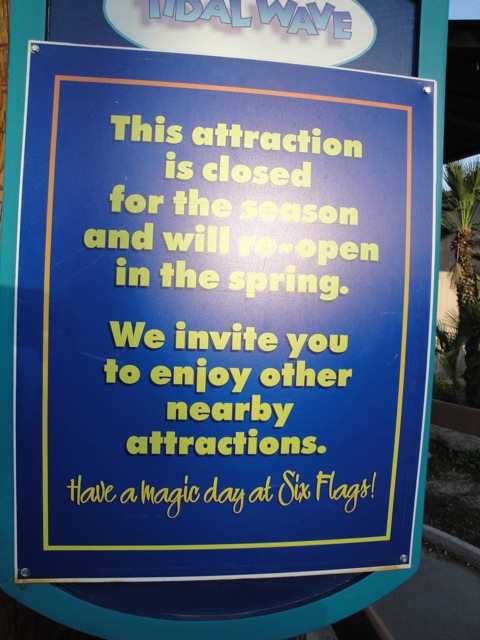 TIDAL WAVE
This attraction
is closed
for the season
and will re-open
in the spring.
We invite you
to enjoy other
nearby
attractions.
Have a magic day at Six Flags!